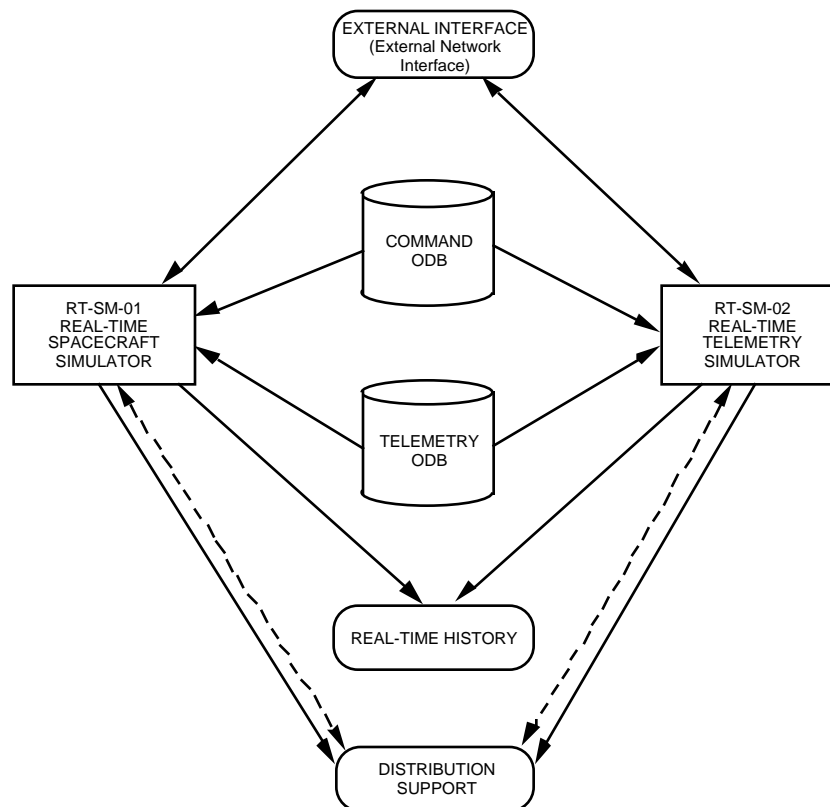 EXTERNAL INTERFACE
(External Network
Interface)
COMMAND
ODB
RT-SM-01
REAL-TIME
SPACECRAFT
SIMULATOR
RT-SM-02
REAL-TIME
TELEMETRY
SIMULATOR
TELEMETRY
ODB
REAL-TIME HISTORY
DISTRIBUTION
SUPPORT